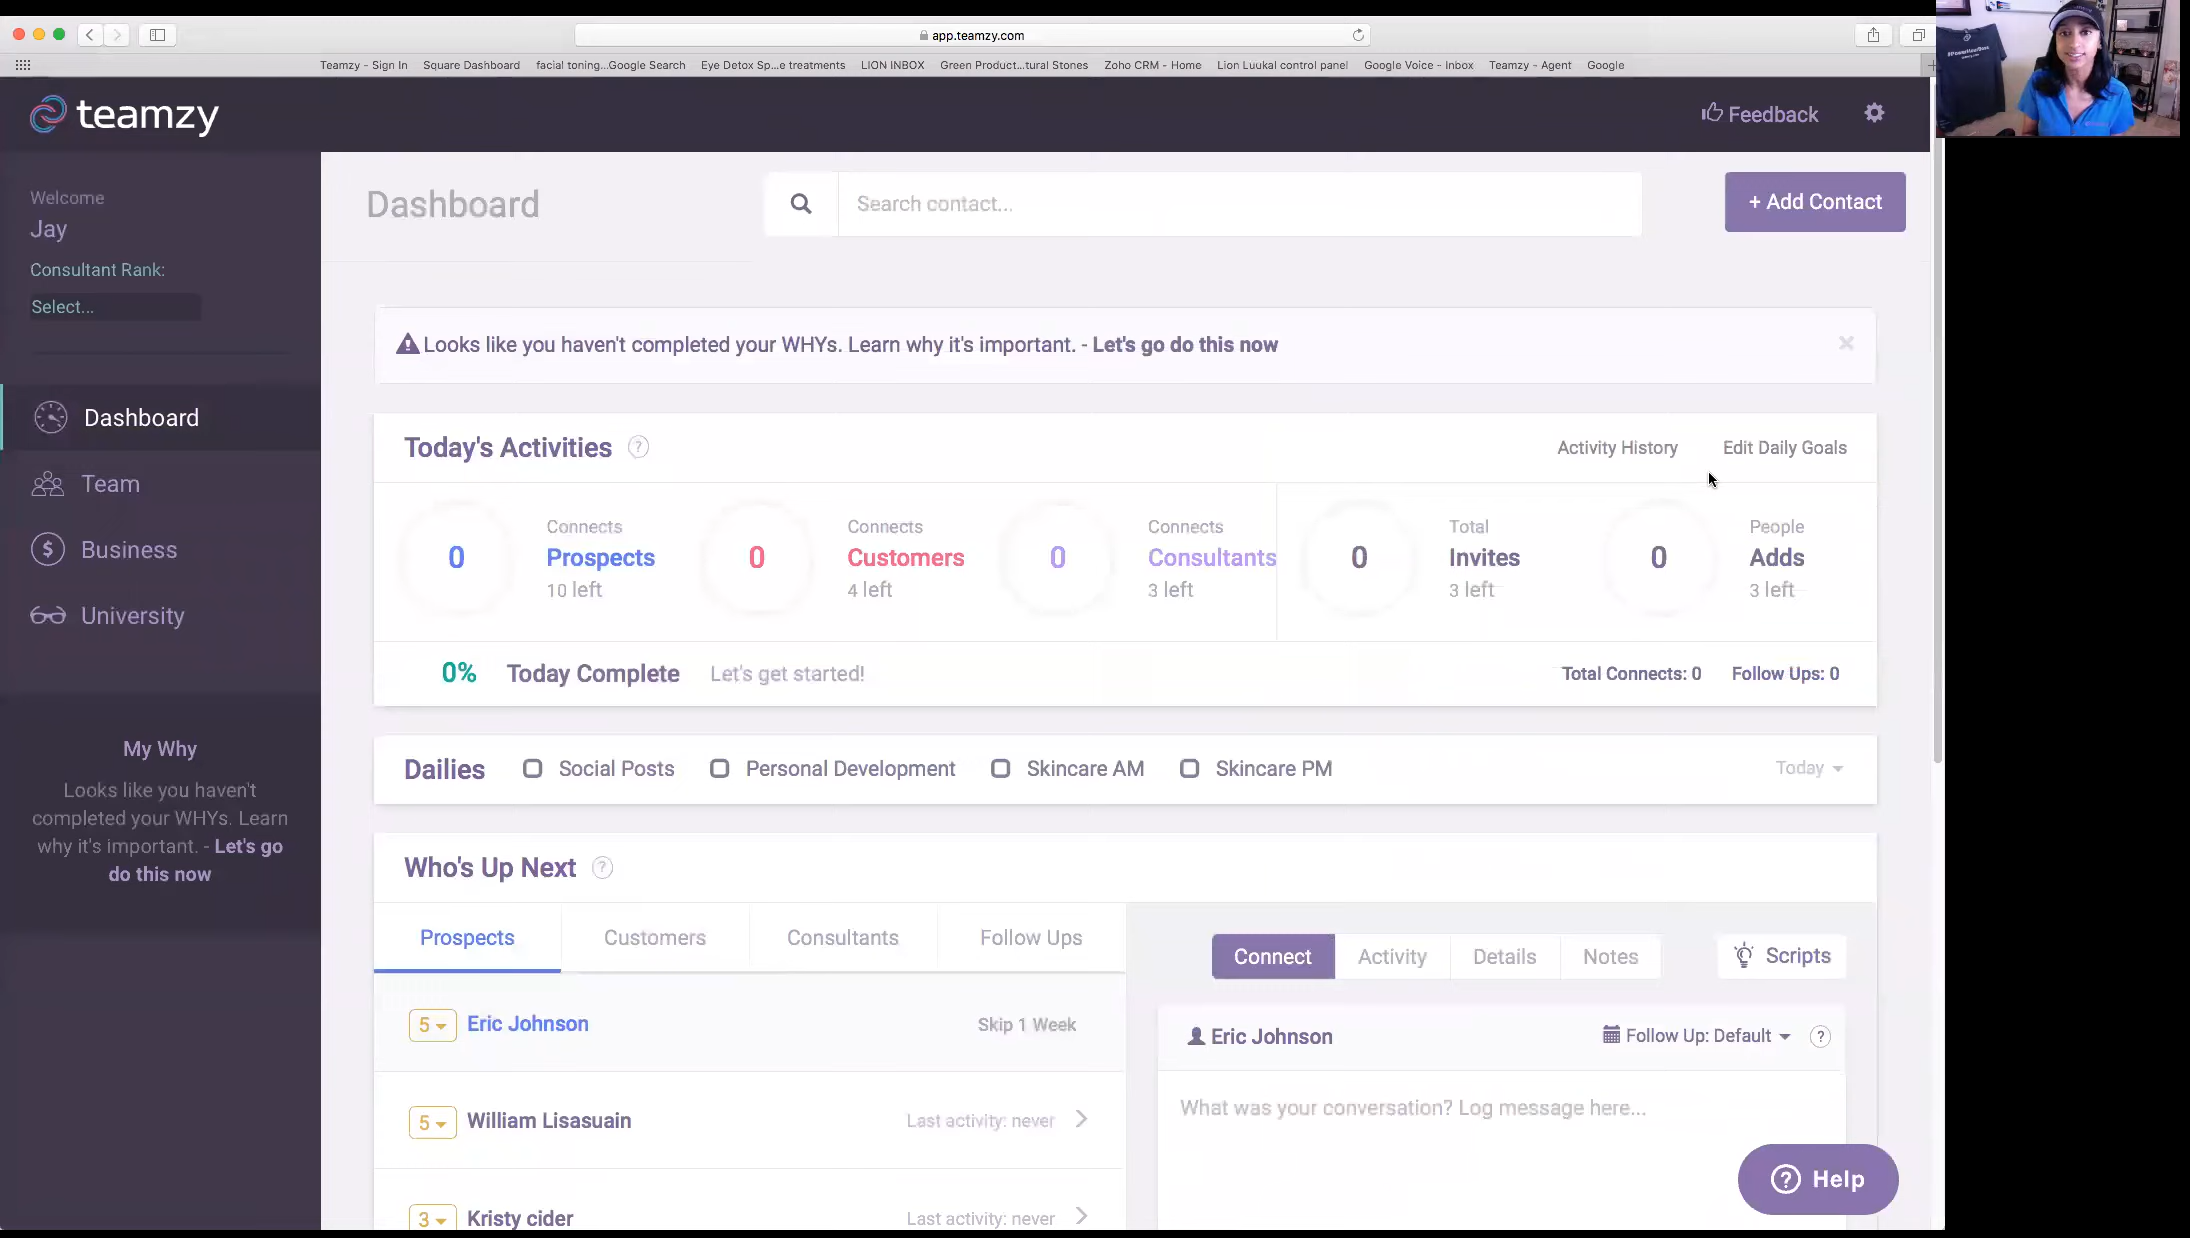 app.teamzy.com
Teamzy - Sign In Square Dashboard facial toning...Google Search Eye Detox Sp...e treatments LION INBOX Green Product...tural Stones Zoho CRM - Home Lion Luukal control panel Google Voice - Inbox Teamzy - Agent Google
teamzy
Feedback
Welcome
Jay
Consultant Rank:
Select...
Dashboard
Team
Business
University
My Why
Looks like you haven't
completed your WHYs. Learn
why it's important. - Let's go
do this now
Dashboard
Search contact...
+ Add Contact
Looks like you haven't completed your WHYs. Learn why it's important. - Let's go do this now
Today's Activities ?
Activity History Edit Daily Goals
0 Connects Prospects 10 left
0 Connects Customers 4 left
0 Connects Consultants 3 left
0 Total Invites 3 left
0 People Adds 3 left
0% Today Complete Let's get started!
Total Connects: 0 Follow Ups: 0
Dailies Social Posts Personal Development Skincare AM Skincare PM
Today
Who's Up Next ?
Prospects Customers Consultants Follow Ups
5 Eric Johnson Skip 1 Week
5 William Lisasuain Last activity: never
3 Kristy cider Last activity: never
Connect Activity Details Notes
Scripts
Eric Johnson
Follow Up: Default ?
What was your conversation? Log message here...
? Help